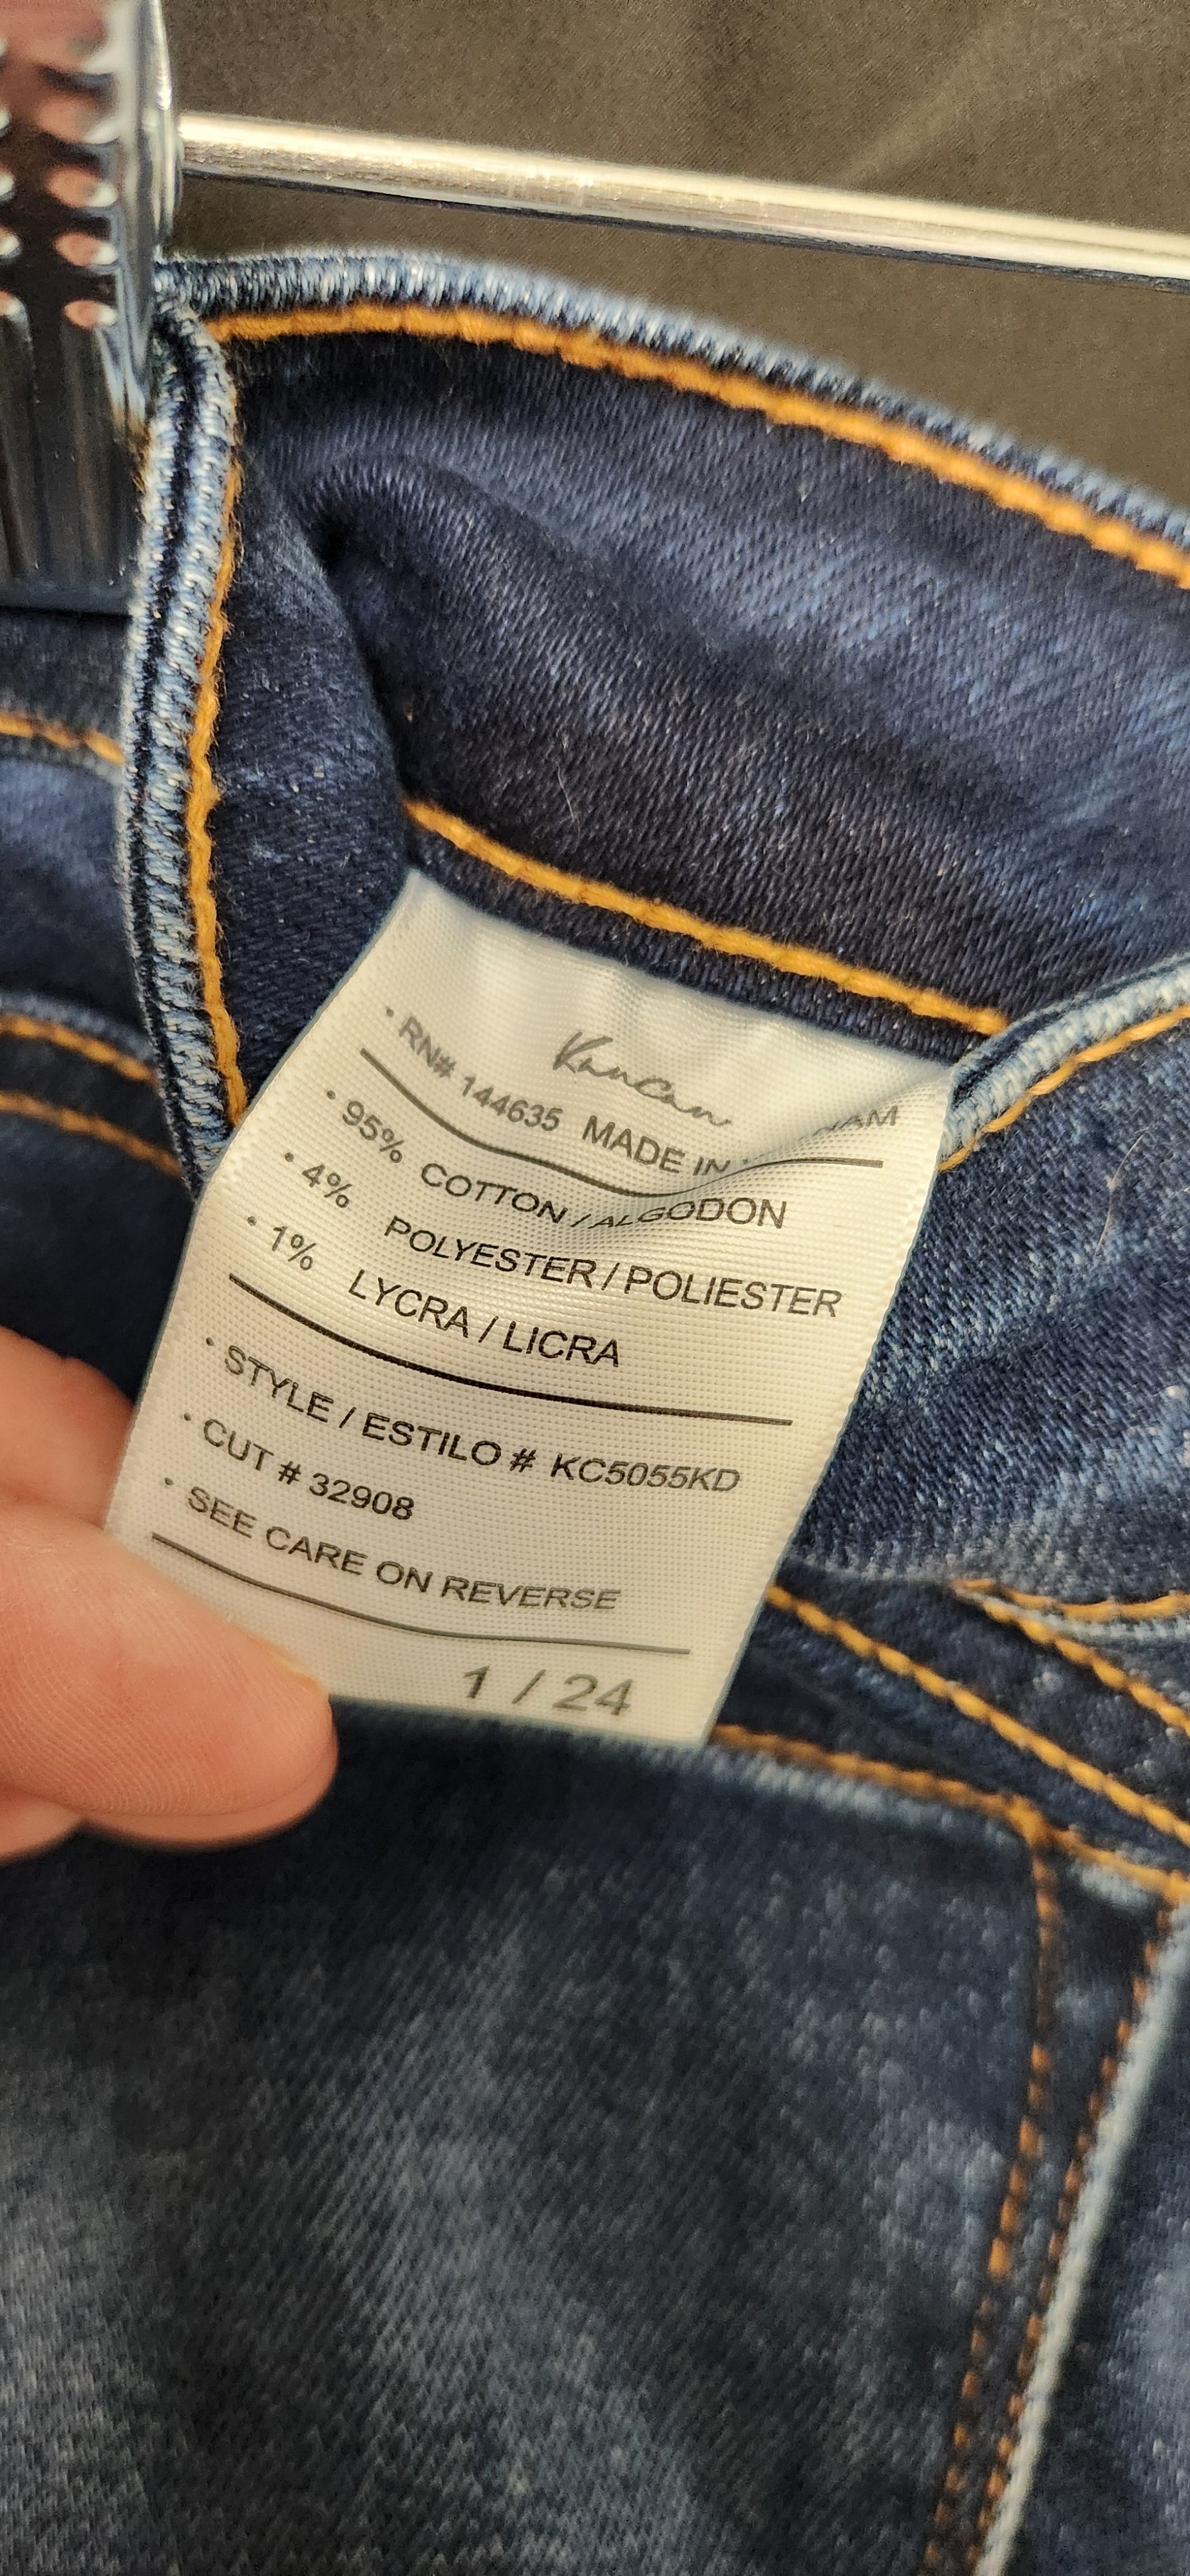 KanCan
· RN# 144635 MADE IN
· 95% COTTON / ALGODON
· 4% POLYESTER / POLIESTER
· 1% LYCRA / LICRA
· STYLE / ESTILO # KC5055KD
· CUT # 32908
· SEE CARE ON REVERSE
1 / 24